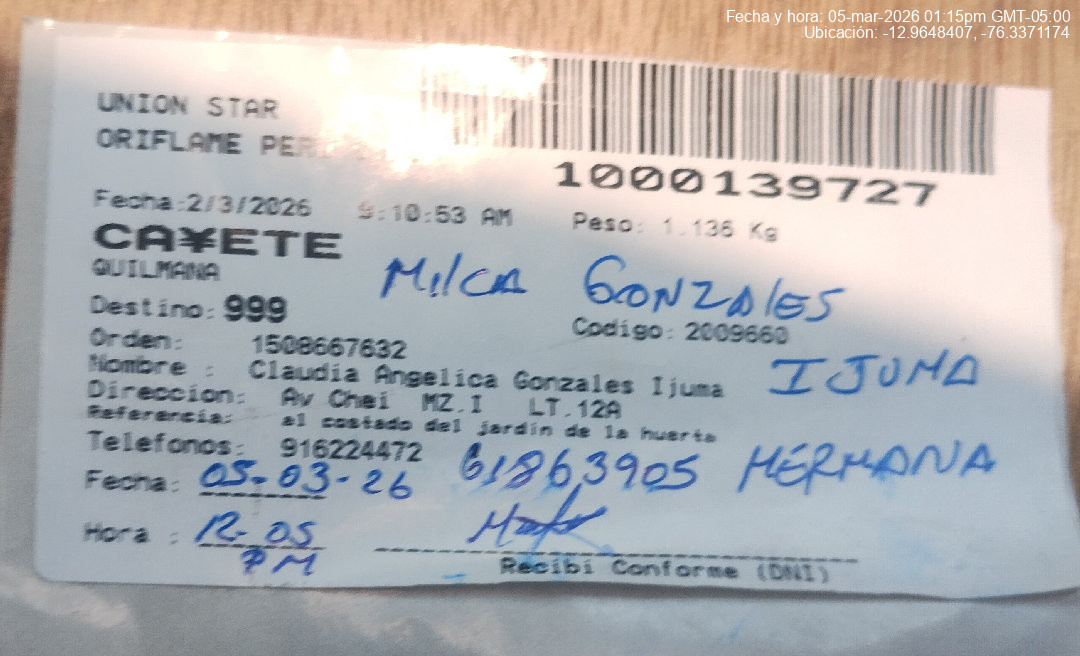 Fecha y hora: 05-mar-2026 01:15pm GMT-05:00
Ubicación: -12.9648407, -76.3371174
UNION STAR
ORIFLAME
1000139727
Fecha:2/3/2026 9:10:53 AM Peso: 1.136 Kg
CA¥ETE
QUILMANA
MilCA GONZAlES
Destino: 999
Codigo: 2009660
Orden: 1508667632
IJUMA
Nombre : Claudia Angelica Gonzales Ijuma
Direccion: Av Chei MZ.I LT.12A
Referencia: al costado del jardin de la huerta
Telefonos: 916224472
61863905 HERMANA
Fecha: 05-03-26
Hora : 12-05
PM
Recibi Conforme (DNI)